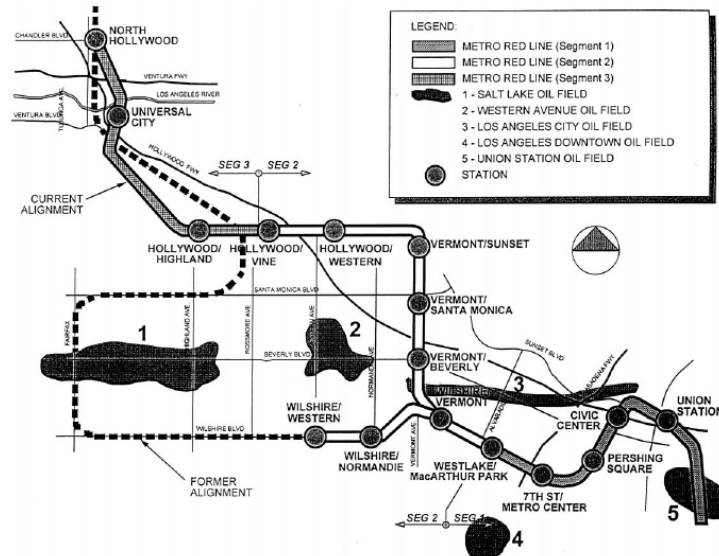 LEGEND:
METRO RED LINE (Segment 1)
METRO RED LINE (Segment 2)
METRO RED LINE (Segment 3)
1 - SALT LAKE OIL FIELD
2 - WESTERN AVENUE OIL FIELD
3 - LOS ANGELES CITY OIL FIELD
4 - LOS ANGELES DOWNTOWN OIL FIELD
5 - UNION STATION OIL FIELD
STATION
NORTH
HOLLYWOOD
CHANDLER BLVD
VENTURA FWY
LOS ANGELES RIVER
VENTURA BLVD
UNIVERSAL
CITY
HOLLYWOOD FWY
CURRENT
ALIGNMENT
SEG 3
SEG 2
HOLLYWOOD/
HIGHLAND
HOLLYWOOD/
VINE
HOLLYWOOD/
WESTERN
VERMONT/SUNSET
SANTA MONICA BLVD
VERMONT/
SANTA MONICA
FAIRFAX
HIGHLAND AVE
ROSSMORE AVE
NORMANDIE AVE
1
2
BEVERLY BLVD
VERMONT/
BEVERLY
SUNSET BLVD
PASADENA FWY
3
WILSHIRE/
VERMONT
ALVARADO
CIVIC
CENTER
UNION
STATION
WILSHIRE/
WESTERN
WILSHIRE BLVD
WILSHIRE/
NORMANDIE
VERMONT AVE
WESTLAKE/
MacARTHUR PARK
PERSHING
SQUARE
7TH ST/
METRO CENTER
FORMER
ALIGNMENT
SEG 2
SEG 1
4
5